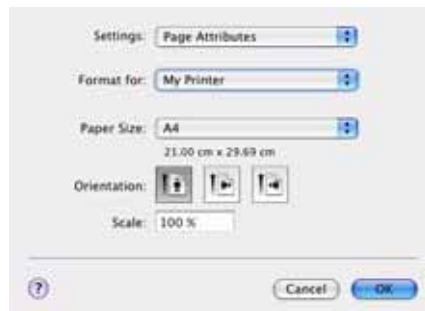 Settings: Page Attributes
Format for: My Printer
Paper Size: A4
21.00 cm x 29.69 cm
Orientation:
Scale: 100 %
?
Cancel OK